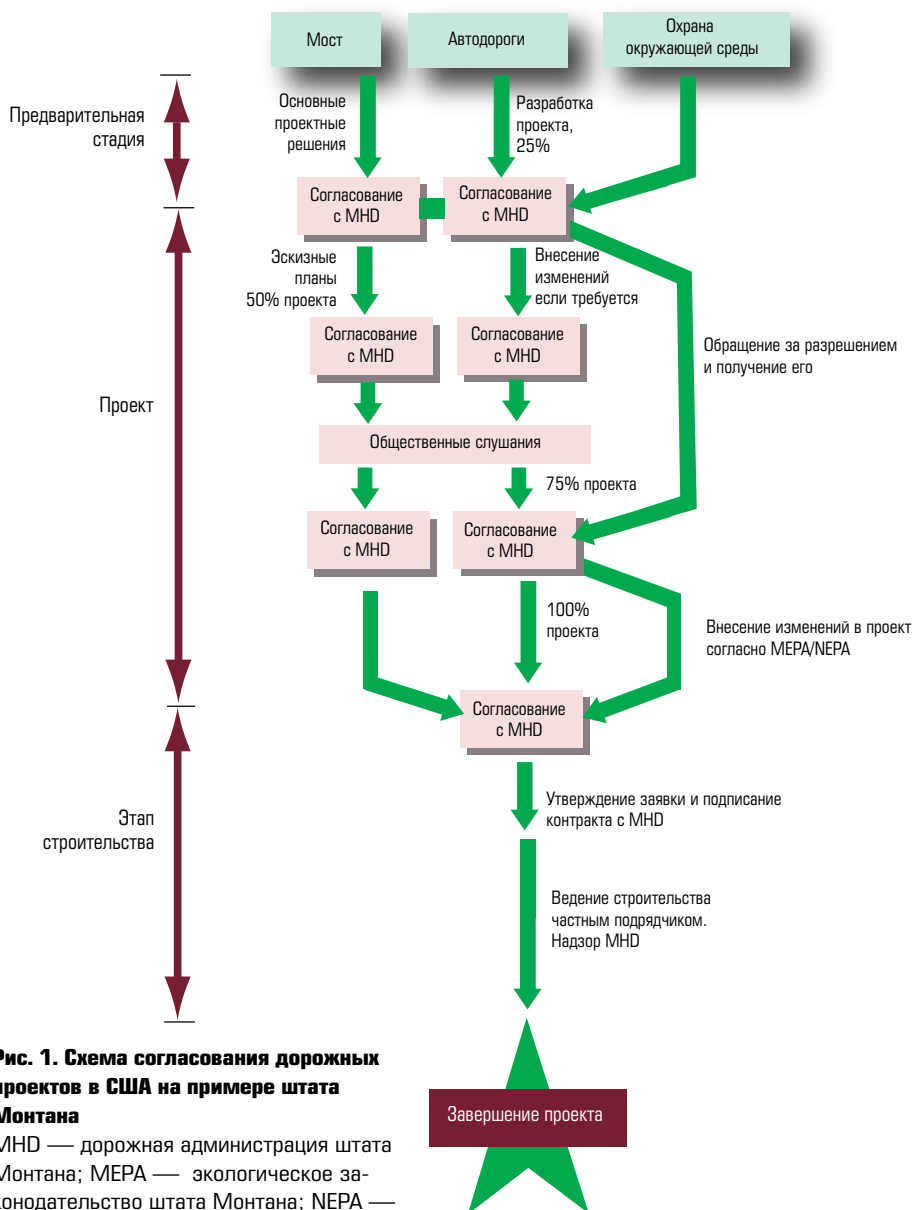 Мост
Автодороги
Охрана
окружающей среды
Предварительная
стадия
Основные
проектные
решения
Разработка
проекта,
25%
Согласование
с MHD
Согласование
с MHD
Эскизные
планы
50% проекта
Внесение
изменений
если требуется
Согласование
с MHD
Согласование
с MHD
Обращение за разрешением
и получение его
Проект
Общественные слушания
75% проекта
Согласование
с MHD
Согласование
с MHD
100%
проекта
Внесение изменений в проект
согласно MEPA/NEPA
Согласование
с MHD
Утверждение заявки и подписание
контракта с MHD
Этап
строительства
Ведение строительства
частным подрядчиком.
Надзор MHD
Рис. 1. Схема согласования дорожных
проектов в США на примере штата
Монтана
MHD — дорожная администрация штата
Монтана; MEPA — экологическое за-
конодательство штата Монтана; NEPA —
Завершение проекта